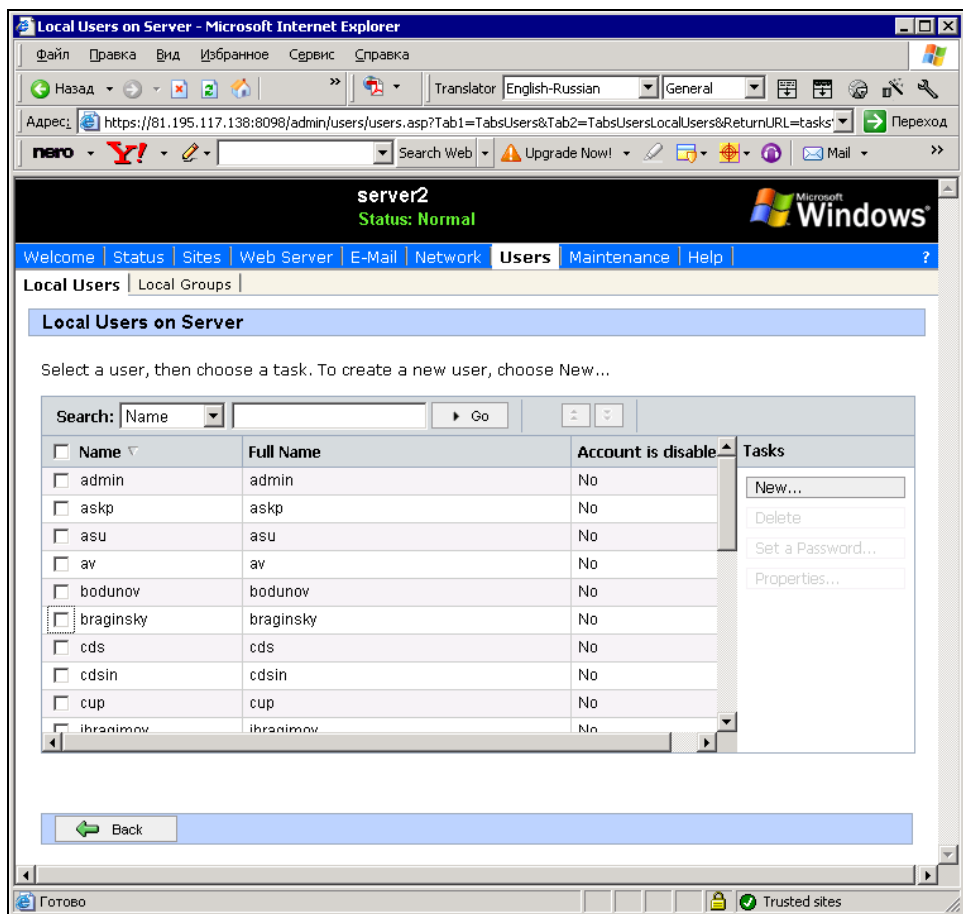 Local Users on Server - Microsoft Internet Explorer
Файл Правка Вид Избранное Сервис Справка
Назад » Translator English-Russian General
Адрес: https://81.195.117.138:8098/admin/users/users.asp?Tab1=TabsUsers&Tab2=TabsUsersLocalUsers&ReturnURL=tasks Переход
nero Y! Search Web Upgrade Now! Mail »
server2
Status: Normal
Microsoft Windows
Welcome Status Sites Web Server E-Mail Network Users Maintenance Help ?
Local Users Local Groups
Local Users on Server
Select a user, then choose a task. To create a new user, choose New...
Search: Name Go
Name Full Name Account is disable Tasks
admin admin No New...
askp askp No Delete
asu asu No Set a Password...
av av No Properties...
bodunov bodunov No
braginsky braginsky No
cds cds No
cdsin cdsin No
cup cup No
ibragimov ibragimov No
Back
Готово Trusted sites